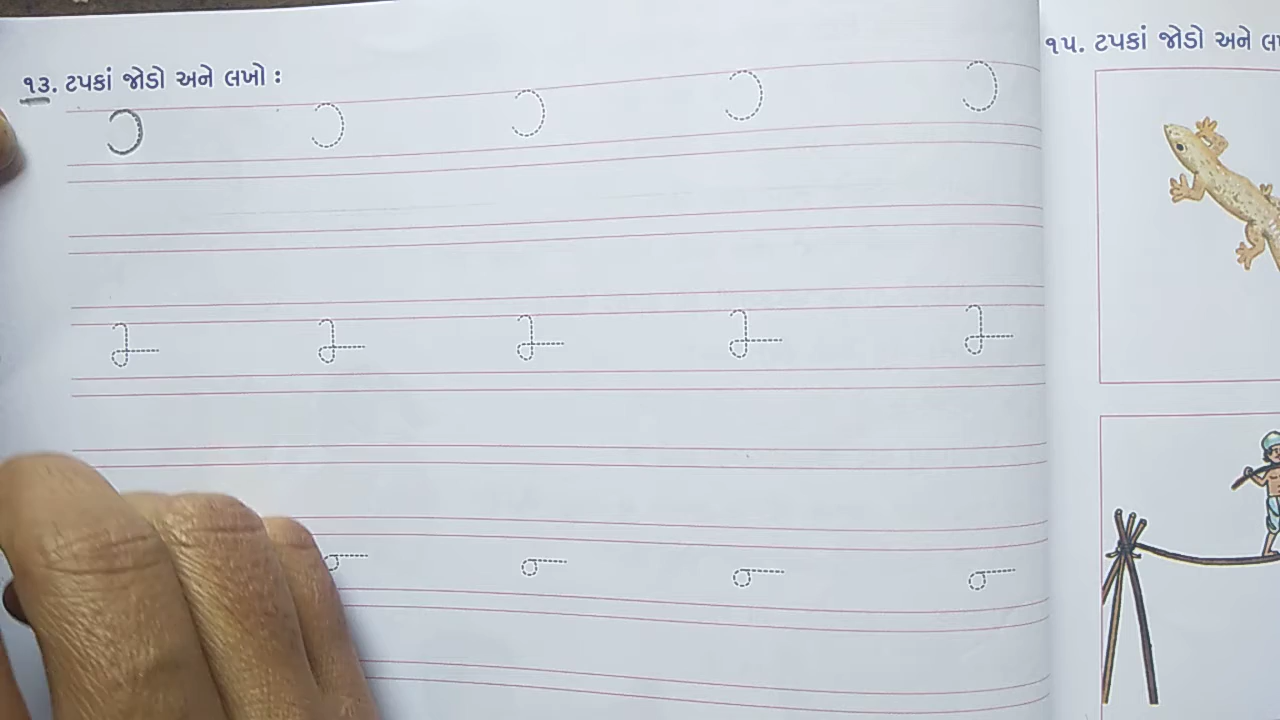 ૧૩. ટપકાં જોડો અને લખો :
૧૫. ટપકાં જોડો અને